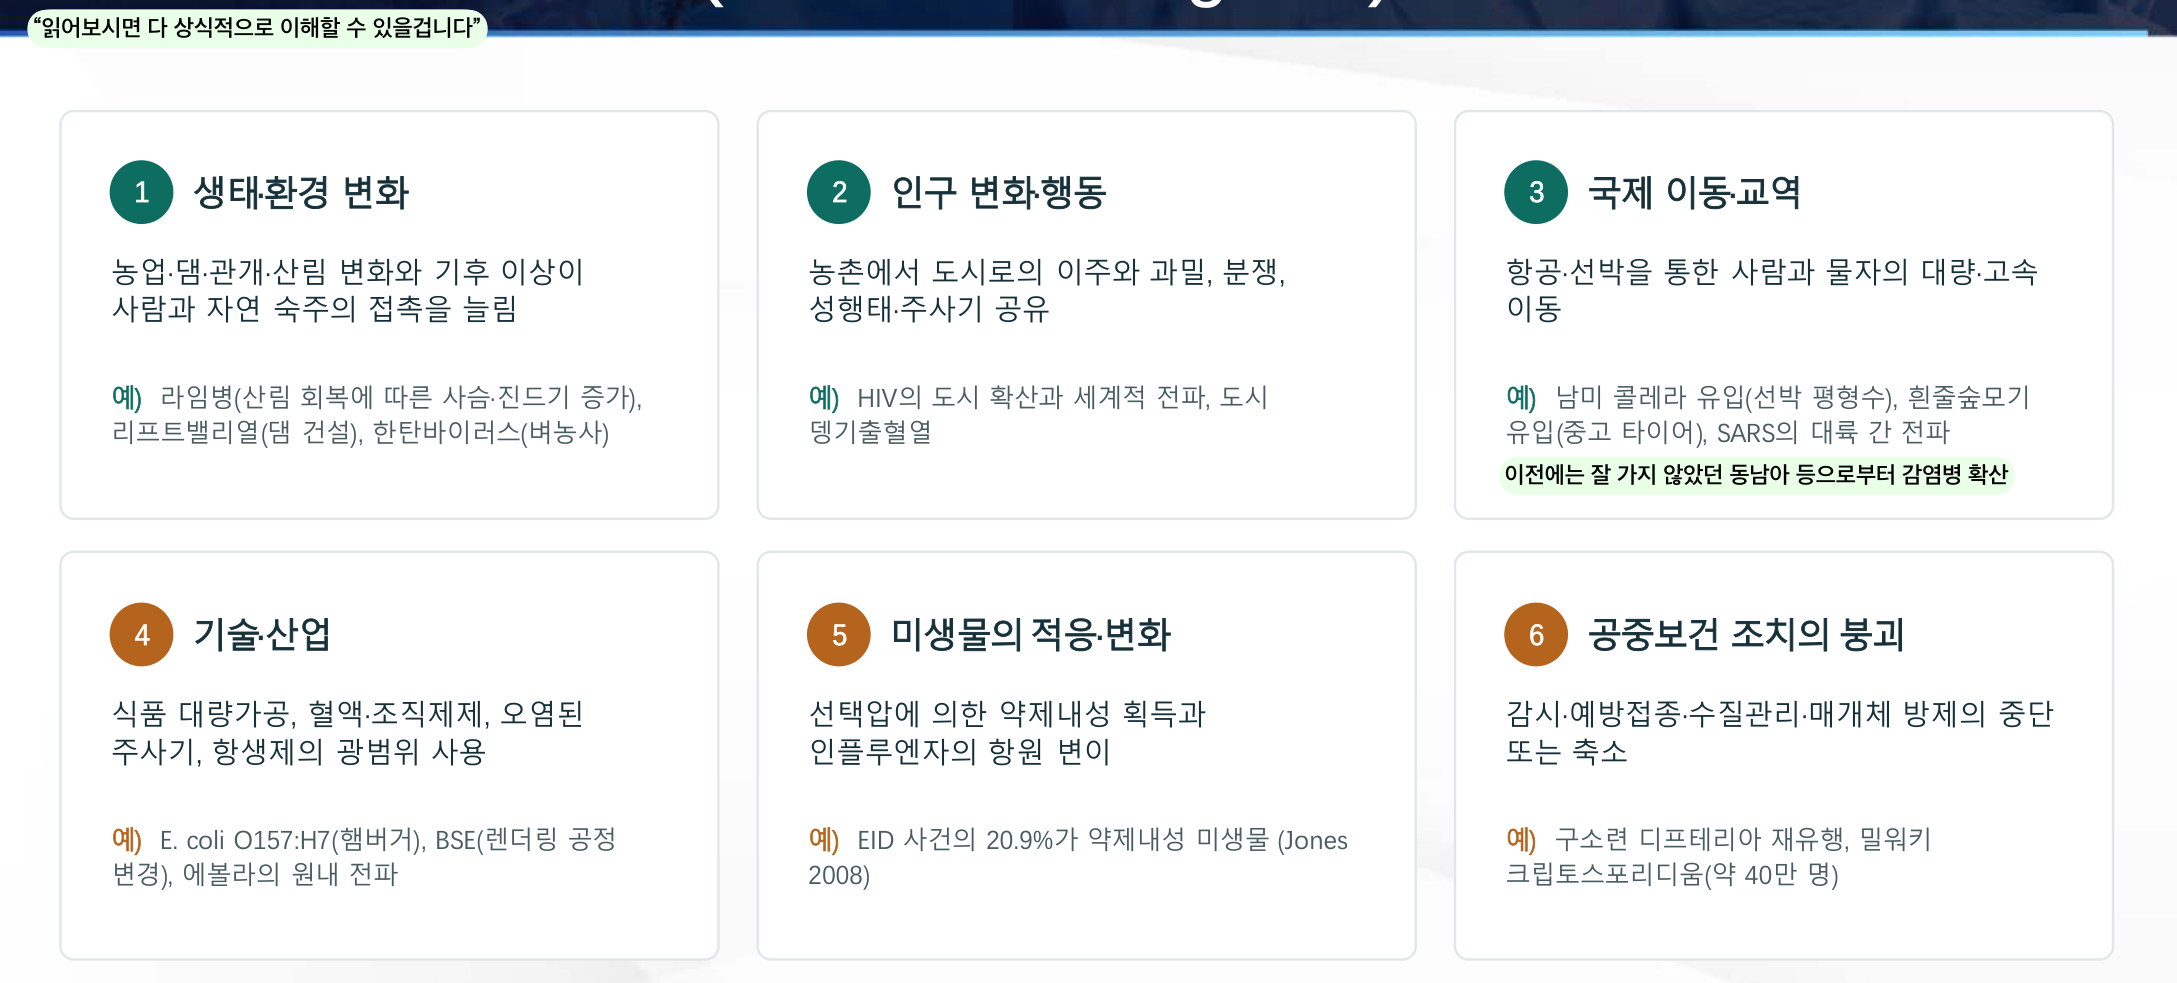 “읽어보시면 다 상식적으로 이해할 수 있을겁니다”
1 생태·환경 변화
농업·댐·관개·산림 변화와 기후 이상이
사람과 자연 숙주의 접촉을 늘림
예) 라임병(산림 회복에 따른 사슴·진드기 증가),
리프트밸리열(댐 건설), 한탄바이러스(벼농사)
2 인구 변화·행동
농촌에서 도시로의 이주와 과밀, 분쟁,
성행태·주사기 공유
예) HIV의 도시 확산과 세계적 전파, 도시
뎅기출혈열
3 국제 이동·교역
항공·선박을 통한 사람과 물자의 대량·고속
이동
예) 남미 콜레라 유입(선박 평형수), 흰줄숲모기
유입(중고 타이어), SARS의 대륙 간 전파
이전에는 잘 가지 않았던 동남아 등으로부터 감염병 확산
4 기술·산업
식품 대량가공, 혈액·조직제제, 오염된
주사기, 항생제의 광범위 사용
예) E. coli O157:H7(햄버거), BSE(렌더링 공정
변경), 에볼라의 원내 전파
5 미생물의 적응·변화
선택압에 의한 약제내성 획득과
인플루엔자의 항원 변이
예) EID 사건의 20.9%가 약제내성 미생물 (Jones
2008)
6 공중보건 조치의 붕괴
감시·예방접종·수질관리·매개체 방제의 중단
또는 축소
예) 구소련 디프테리아 재유행, 밀워키
크립토스포리디움(약 40만 명)